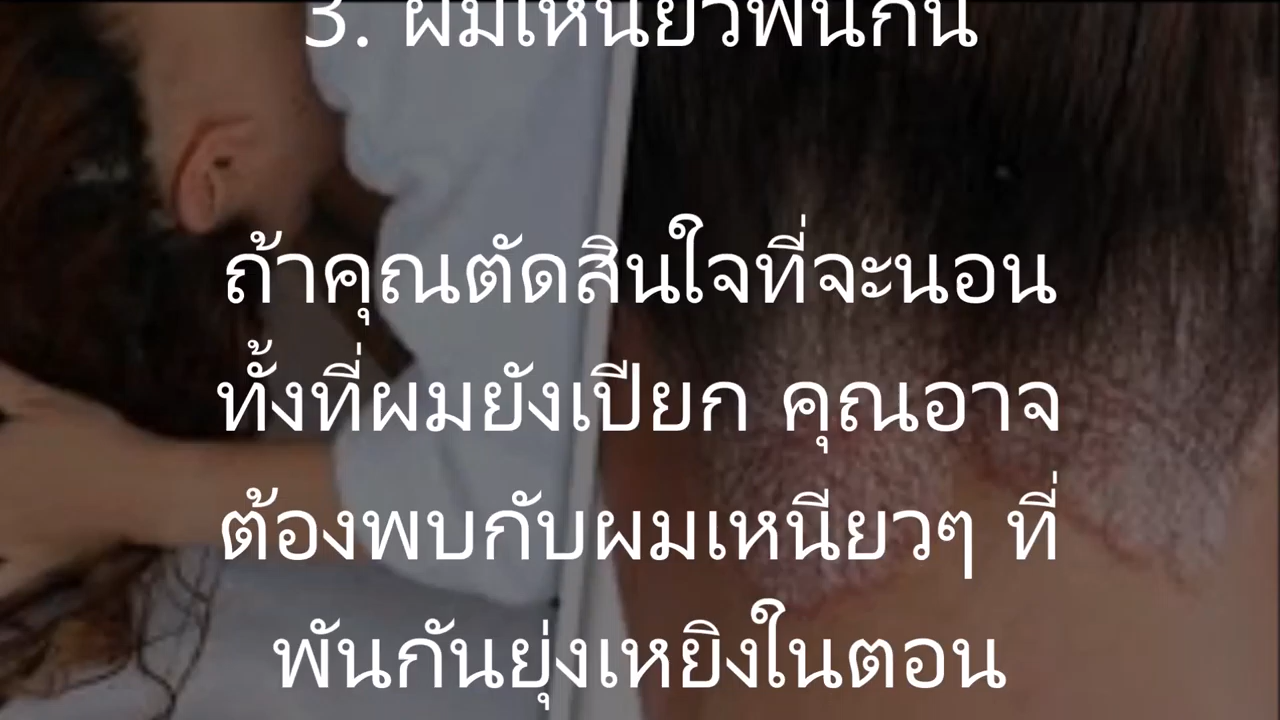 3. ผมเหนียวพันกัน
ถ้าคุณตัดสินใจที่จะนอน
ทั้งที่ผมยังเปียก คุณอาจ
ต้องพบกับผมเหนียวๆ ที่
พันกันยุ่งเหยิงในตอน